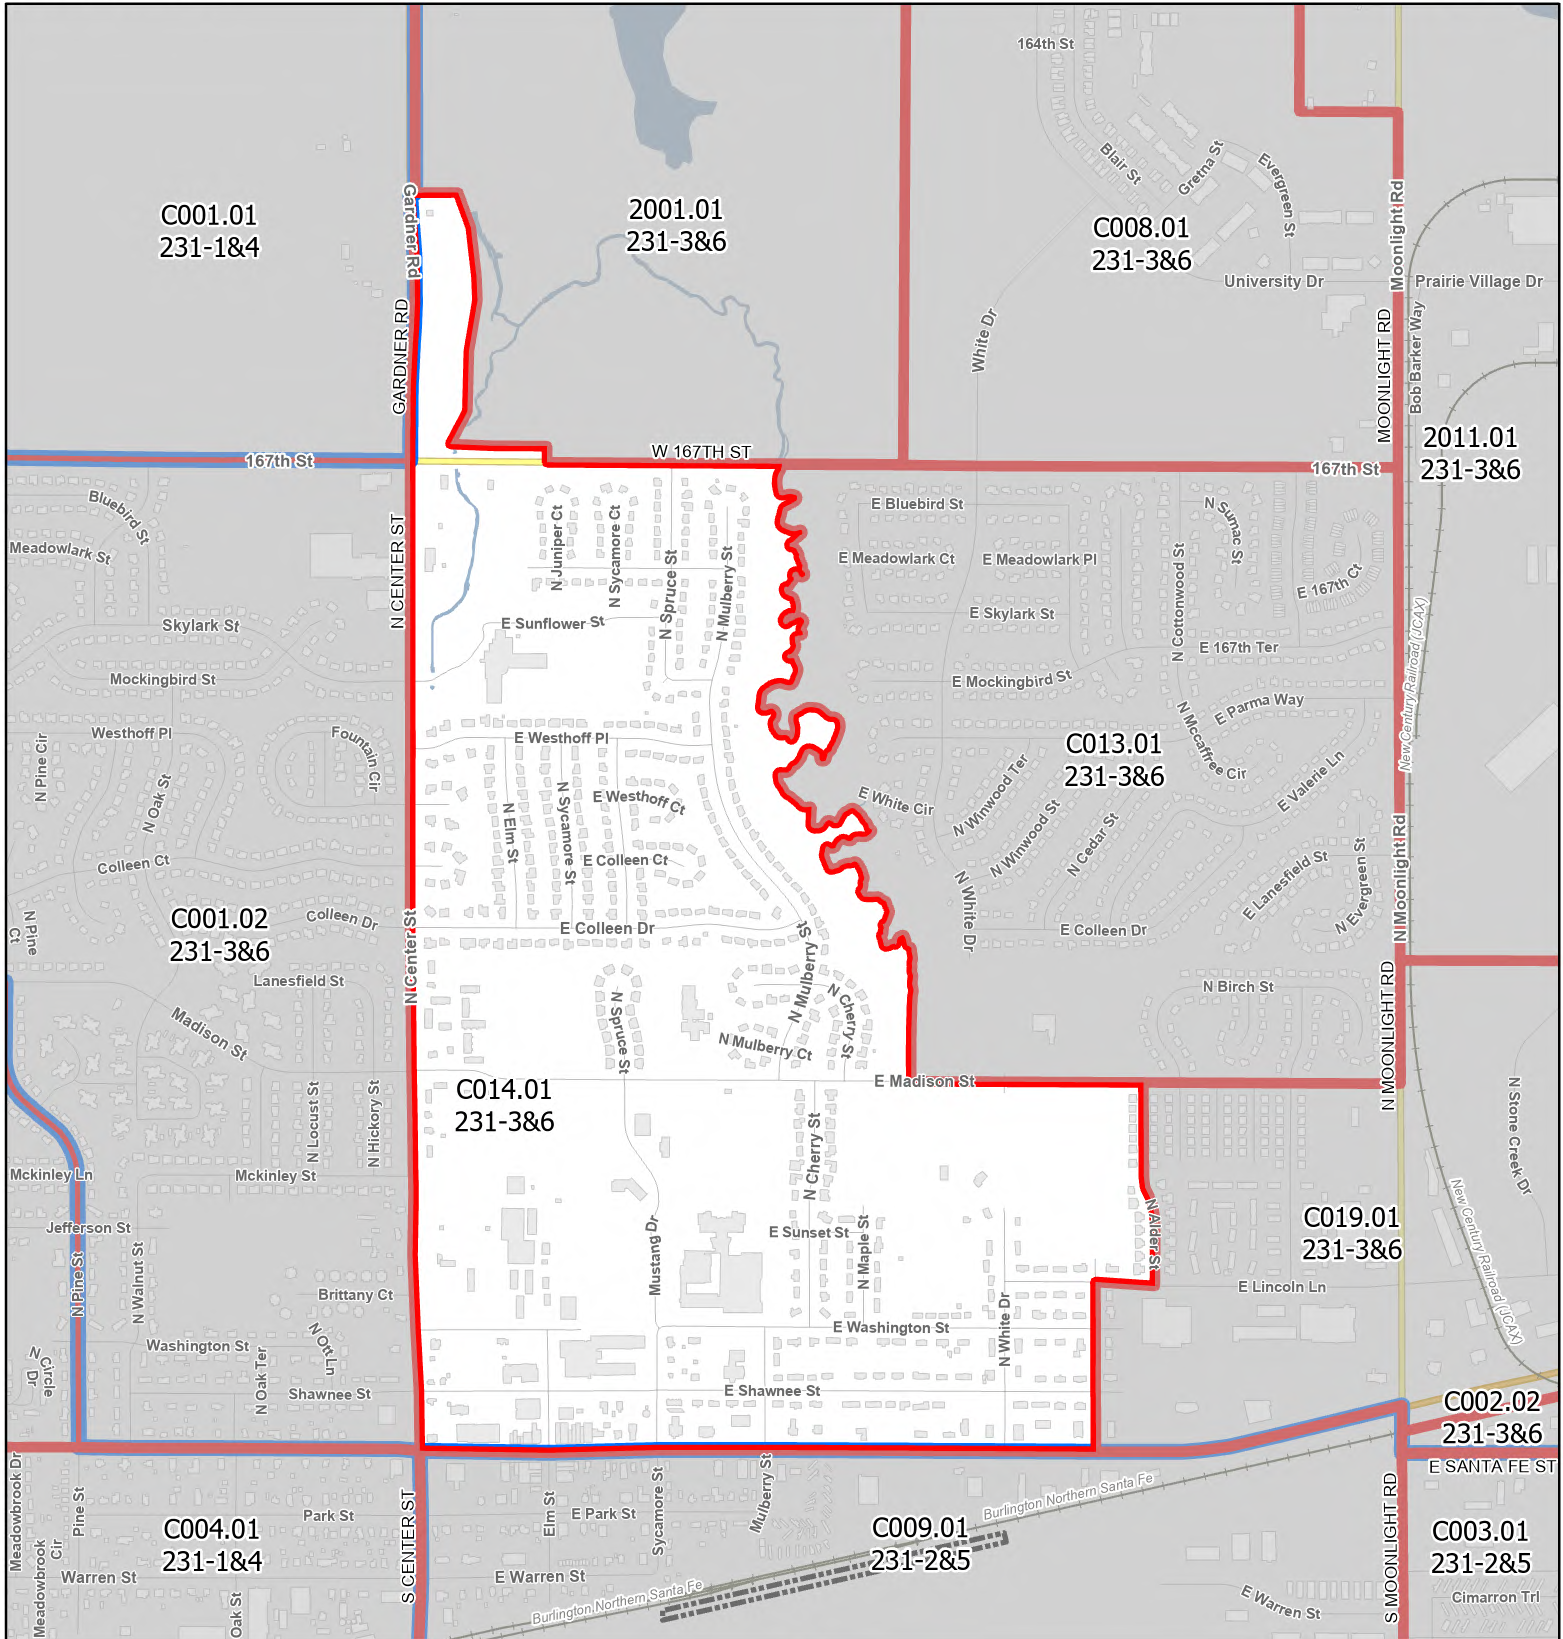 164th St
Blair St
Gretna St
Evergreen St
C001.01
231-1&4
Gardner Rd
2001.01
231-3&6
C008.01
231-3&6
Moonlight Rd
University Dr
Prairie Village Dr
GARDNER RD
White Dr
MOONLIGHT RD
Bob Barker Way
2011.01
231-3&6
167th St
W 167TH ST
167th St
Bluebird St
Meadowlark St
N CENTER ST
N Juniper Ct
N Sycamore Ct
N Spruce St
N Mulberry St
E Bluebird St
N Sumac St
E Meadowlark Ct
E Meadowlark Pl
N Cottonwood St
E 167th Ct
Skylark St
E Sunflower St
E Skylark St
E 167th Ter
New Century Railroad (JCAX)
Mockingbird St
E Mockingbird St
N Pine Cir
Westhoff Pl
Fountain Cir
E Westhoff Pl
E Parma Way
N Mccaffree Cir
C013.01
231-3&6
N Oak St
N Elm St
N Sycamore St
E Westhoff Ct
E White Cir
N Winwood Ter
N Winwood St
N Cedar St
E Valerie Ln
N Moonlight Rd
Colleen Ct
E Colleen Ct
N White Dr
E Lanesfield St
N Evergreen St
N Pine Ct
C001.02
231-3&6
Colleen Dr
N Center St
E Colleen Dr
N Mulberry St
E Colleen Dr
Lanesfield St
N Spruce St
N Cherry St
N Birch St
N MOONLIGHT RD
Madison St
N Mulberry Ct
C014.01
231-3&6
E Madison St
N Locust St
N Hickory St
N Cherry St
N Stone Creek Dr
Mckinley Ln
Mckinley St
Jefferson St
N Pine St
N Walnut St
Mustang Dr
E Sunset St
N Maple St
N Alder St
C019.01
231-3&6
New Century Railroad (JCAX)
Brittany Ct
E Lincoln Ln
N Ott Ln
Washington St
E Washington St
N White Dr
N Circle Dr
N Oak Ter
Shawnee St
E Shawnee St
C002.02
231-3&6
E SANTA FE ST
Meadowbrook Dr
Pine St
Park St
S CENTER ST
Elm St
E Park St
Sycamore St
Mulberry St
Burlington Northern Santa Fe
S MOONLIGHT RD
C004.01
231-1&4
C009.01
231-2&5
C003.01
231-2&5
Meadowbrook Cir
Warren St
Oak St
E Warren St
Burlington Northern Santa Fe
E Warren St
Cimarron Trl